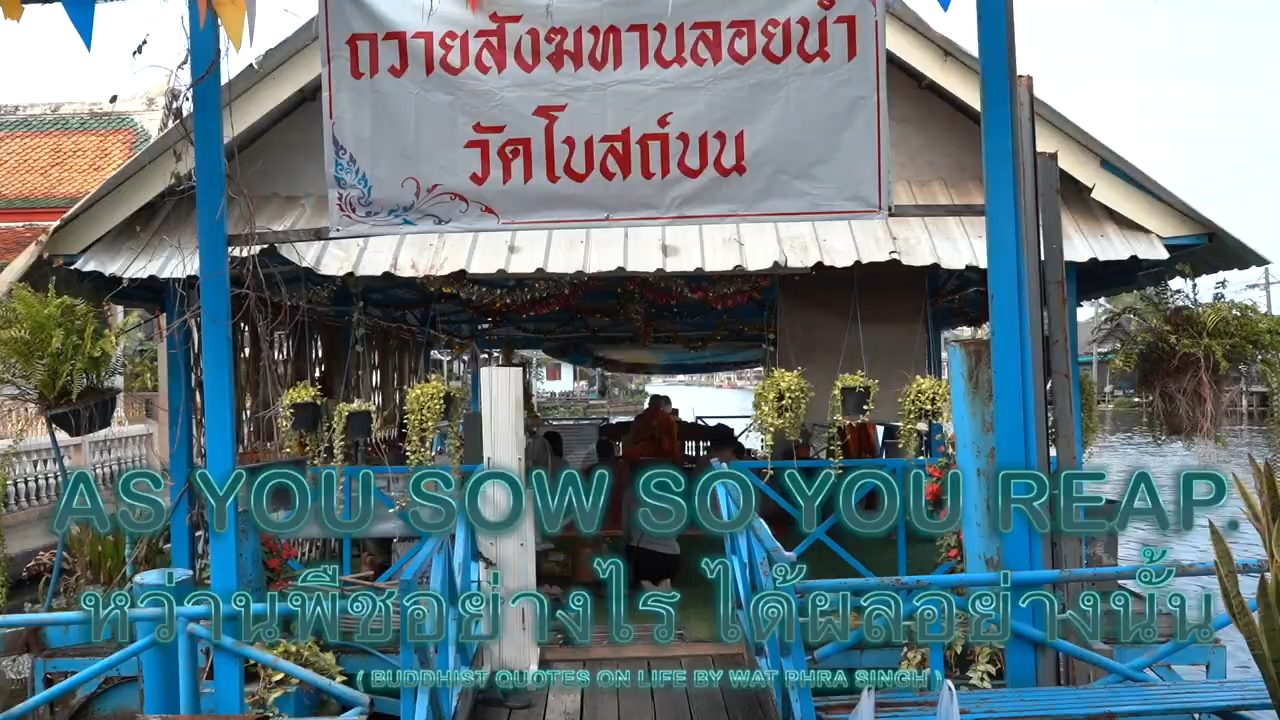 ถวายสังฆทานลอยน้ำ
วัดโบสถ์บน
AS YOU SOW SO YOU REAP.
หว่านพืชอย่างไร ได้ผลอย่างนั้น
( BUDDHIST QUOTES ON LIFE BY WAT PHRA SINGH )